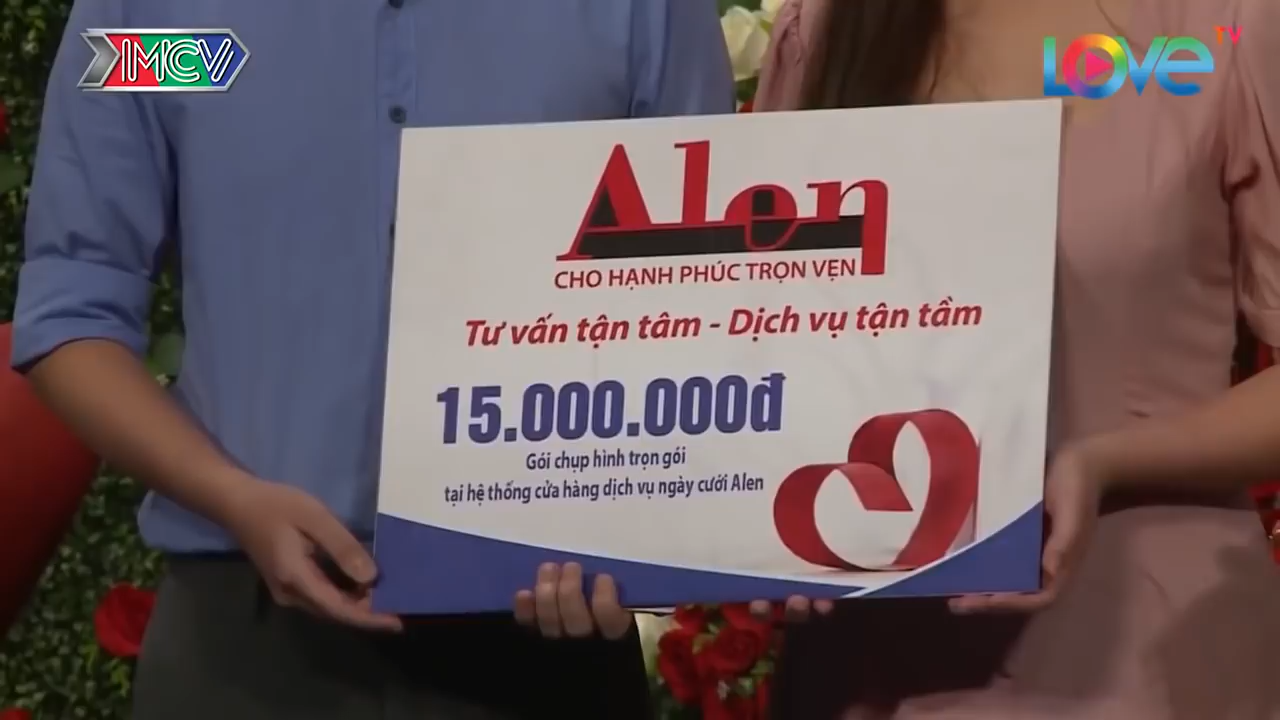 MCV
LOVE TV
Alen
CHO HẠNH PHÚC TRỌN VẸN
Tư vấn tận tâm - Dịch vụ tận tầm
15.000.000đ
Gói chụp hình trọn gói
tại hệ thống cửa hàng dịch vụ ngày cưới Alen